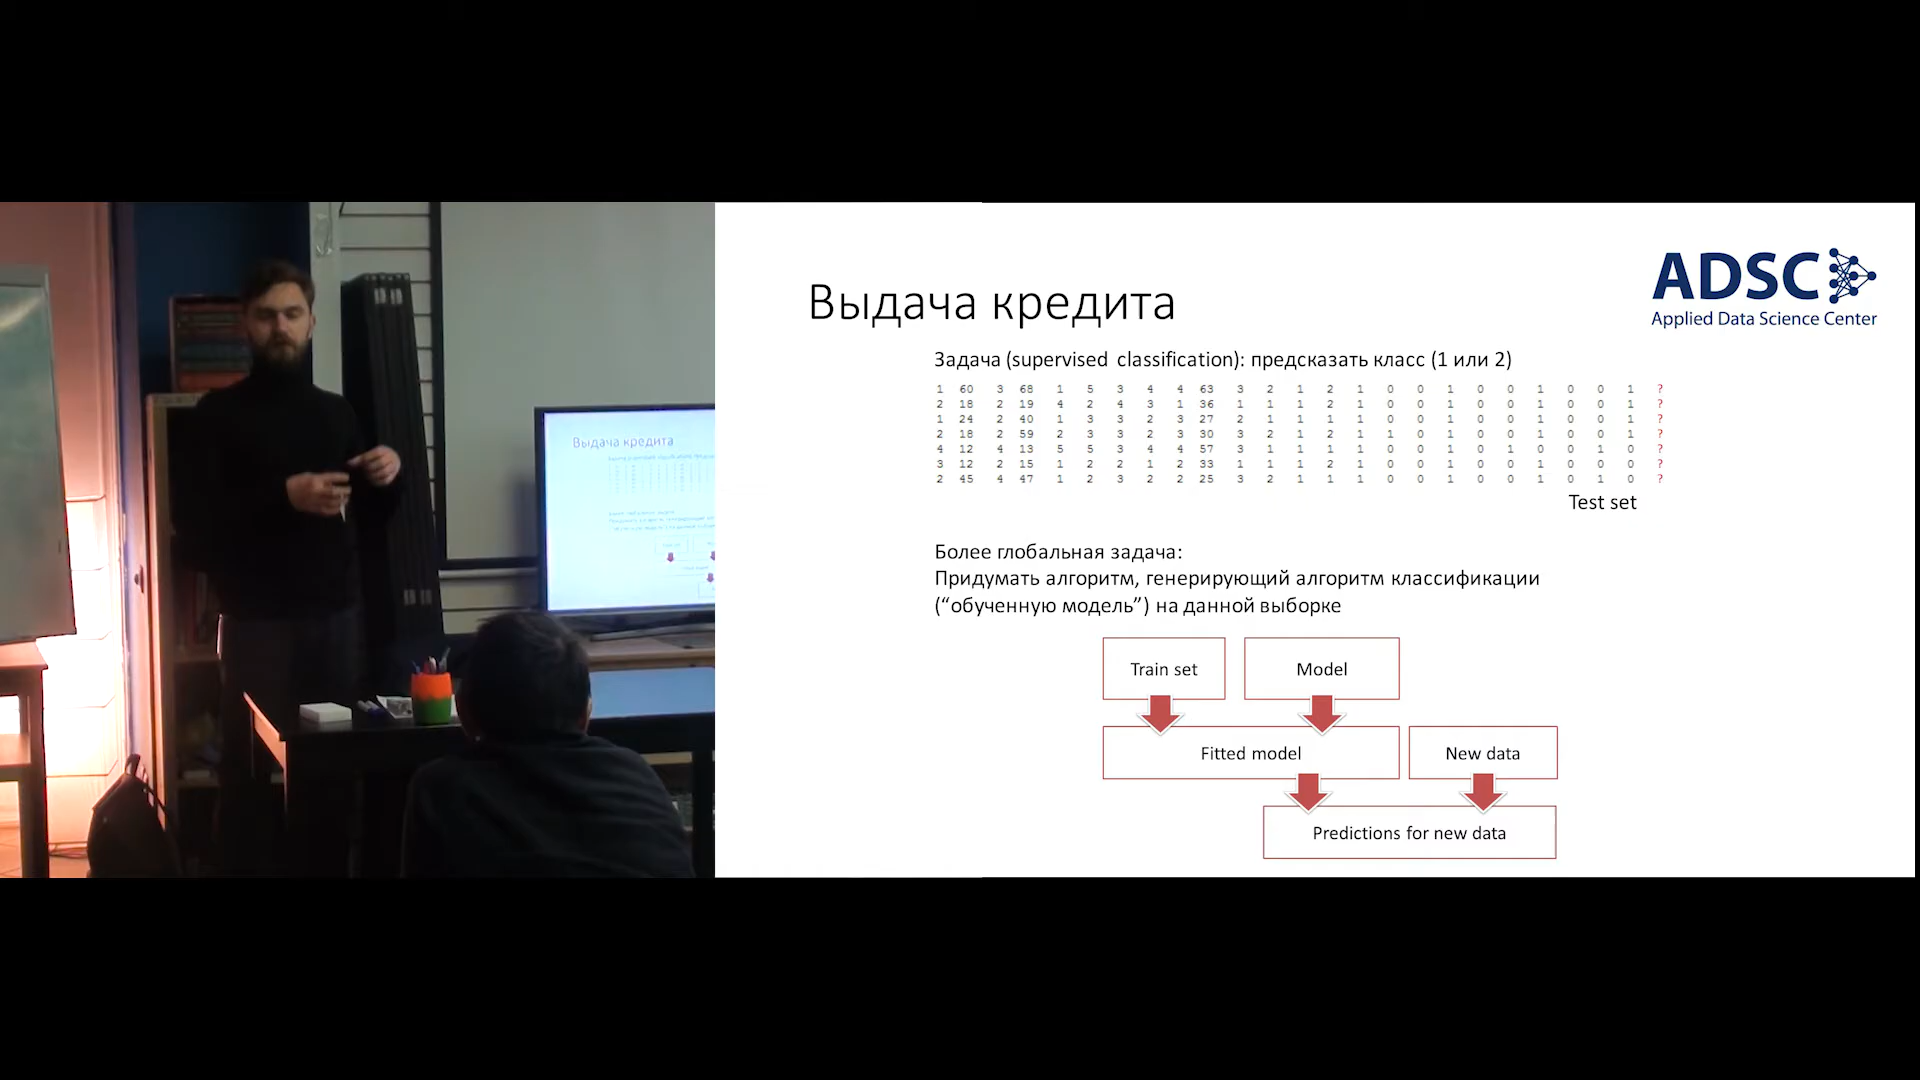 ADSC
Applied Data Science Center
Выдача кредита
Задача (supervised classification): предсказать класс (1 или 2)
1 60 3 68 1 5 3 4 4 63 3 2 1 2 1 0 0 1 0 0 1 0 0 1 ?
2 18 2 19 4 2 4 3 1 36 1 1 1 2 1 0 0 1 0 0 1 0 0 1 ?
1 24 2 40 1 3 3 2 3 27 2 1 1 1 1 0 0 1 0 0 1 0 0 1 ?
2 18 2 59 2 3 3 2 3 30 3 2 1 2 1 1 0 1 0 0 1 0 0 1 ?
4 12 4 13 5 5 3 4 4 57 3 1 1 1 1 0 0 1 0 1 0 0 1 0 ?
3 12 2 15 1 2 2 1 2 33 1 1 1 2 1 0 0 1 0 0 1 0 0 0 ?
2 45 4 47 1 2 3 2 2 25 3 2 1 1 1 0 0 1 0 0 1 0 1 0 ?
Test set
Более глобальная задача:
Придумать алгоритм, генерирующий алгоритм классификации
(“обученную модель”) на данной выборке
Train set
Model
Fitted model
New data
Predictions for new data
Выдача кредита